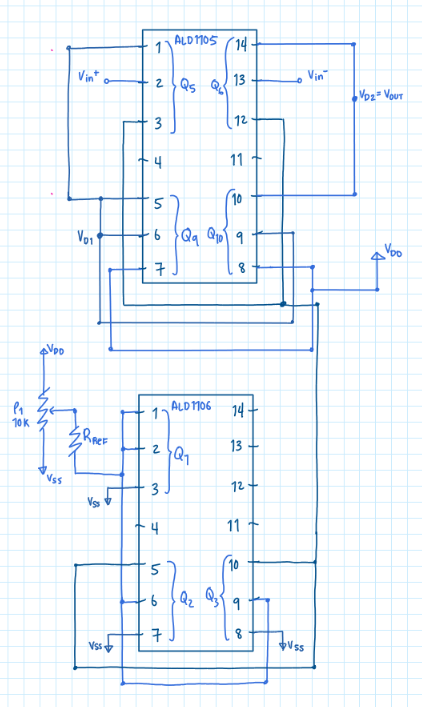 ALD1105
1 14
Vin+ 2 Q5 Q6 13 Vin-
3 12
VD2 = VOUT
4 11
5 10
VD1 6 Q9 Q10 9
7 8
VDD
VDD
ALD1106
P1
10K
RREF
VSS
1 14
2 Q1 13
VSS 3 12
4 11
5 10
6 Q2 Q3 9
VSS 7 8 VSS